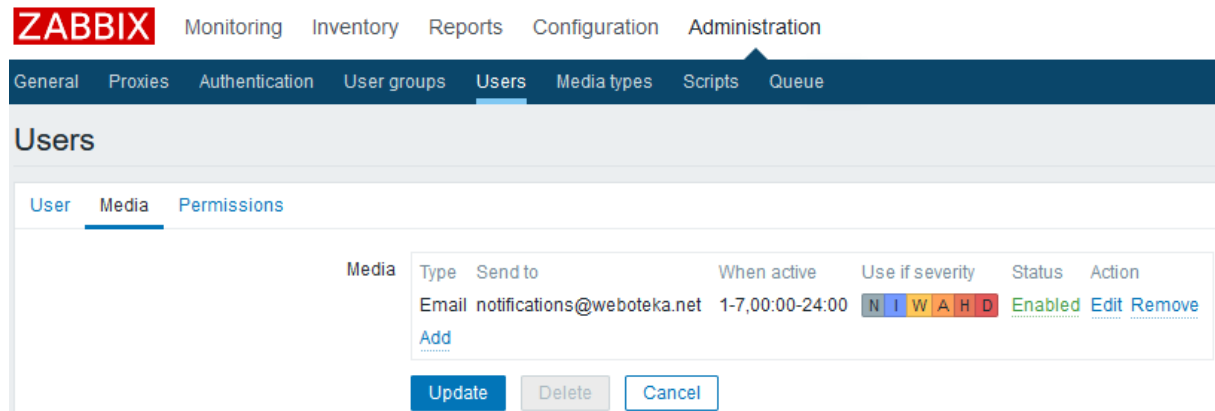 ZABBIX Monitoring Inventory Reports Configuration Administration
General Proxies Authentication User groups Users Media types Scripts Queue
Users
User Media Permissions
Media Type Send to When active Use if severity Status Action
Email notifications@weboteka.net 1-7,00:00-24:00 N I W A H D Enabled Edit Remove
Add
Update Delete Cancel